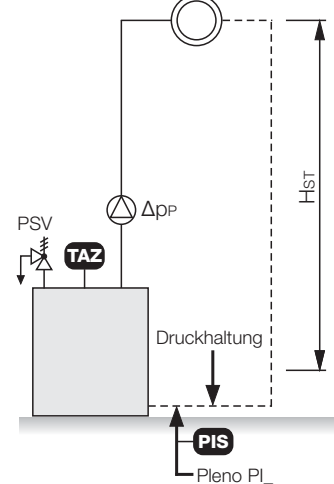 HST
ΔpP
PSV
TAZ
Druckhaltung
PIS
Pleno PI_